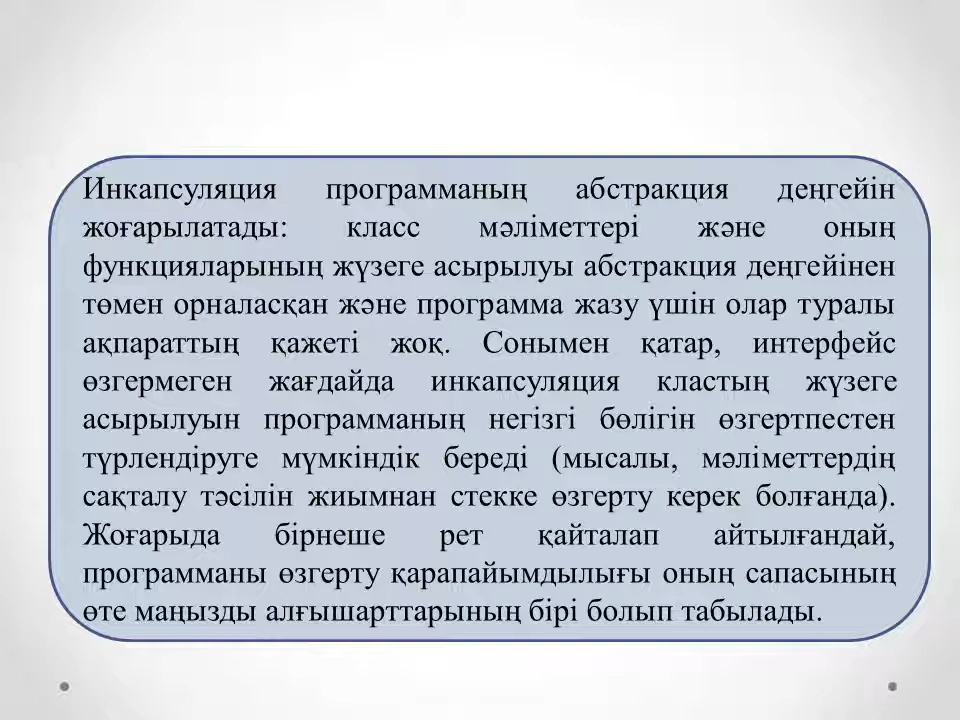 Инкапсуляция программаның абстракция деңгейін
жоғарылатады: класс мәліметтері және оның
функцияларының жүзеге асырылуы абстракция деңгейінен
төмен орналасқан және программа жазу үшін олар туралы
ақпараттың қажеті жоқ. Сонымен қатар, интерфейс
өзгермеген жағдайда инкапсуляция кластың жүзеге
асырылуын программаның негізгі бөлігін өзгертпестен
түрлендіруге мүмкіндік береді (мысалы, мәліметтердің
сақталу тәсілін жиымнан стекке өзгерту керек болғанда).
Жоғарыда бірнеше рет қайталап айтылғандай,
программаны өзгерту қарапайымдылығы оның сапасының
өте маңызды алғышарттарының бірі болып табылады.